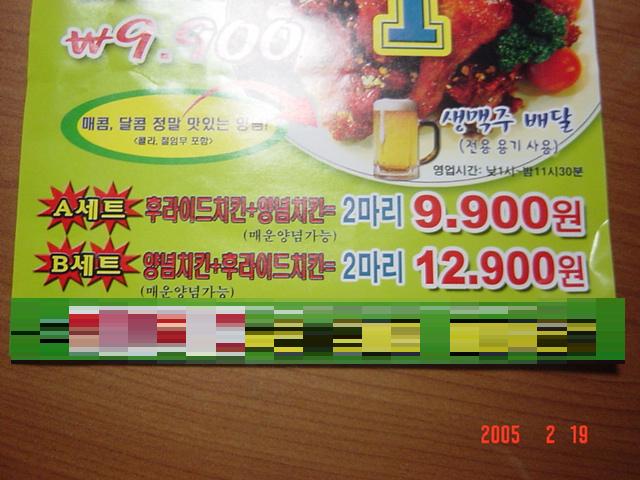 ₩9.900
1
매콤, 달콤 정말 맛있는 양념!
<콜라, 절임무 포함>
생맥주 배달
(전용 용기 사용)
영업시간: 낮1시~밤11시30분
A세트 후라이드치킨+양념치킨= 2마리 9.900원
(매운양념가능)
B세트 양념치킨+후라이드치킨= 2마리 12.900원
(매운양념가능)
2005 2 19